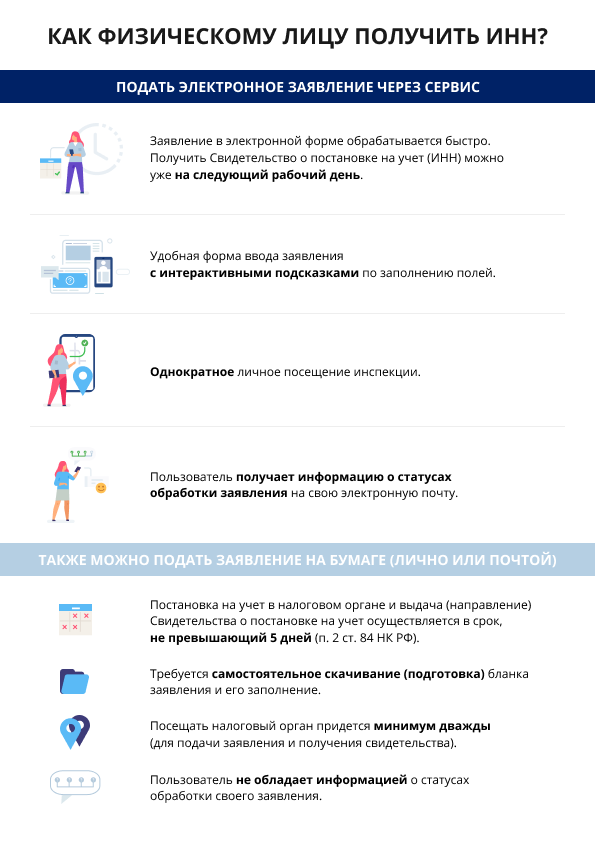 КАК ФИЗИЧЕСКОМУ ЛИЦУ ПОЛУЧИТЬ ИНН?
ПОДАТЬ ЭЛЕКТРОННОЕ ЗАЯВЛЕНИЕ ЧЕРЕЗ СЕРВИС
Заявление в электронной форме обрабатывается быстро.
Получить Свидетельство о постановке на учет (ИНН) можно
уже на следующий рабочий день.
Удобная форма ввода заявления
с интерактивными подсказками по заполнению полей.
Однократное личное посещение инспекции.
Пользователь получает информацию о статусах
обработки заявления на свою электронную почту.
ТАКЖЕ МОЖНО ПОДАТЬ ЗАЯВЛЕНИЕ НА БУМАГЕ (ЛИЧНО ИЛИ ПОЧТОЙ)
Постановка на учет в налоговом органе и выдача (направление)
Свидетельства о постановке на учет осуществляется в срок,
не превышающий 5 дней (п. 2 ст. 84 НК РФ).
Требуется самостоятельное скачивание (подготовка) бланка
заявления и его заполнение.
Посещать налоговый орган придется минимум дважды
(для подачи заявления и получения свидетельства).
Пользователь не обладает информацией о статусах
обработки своего заявления.